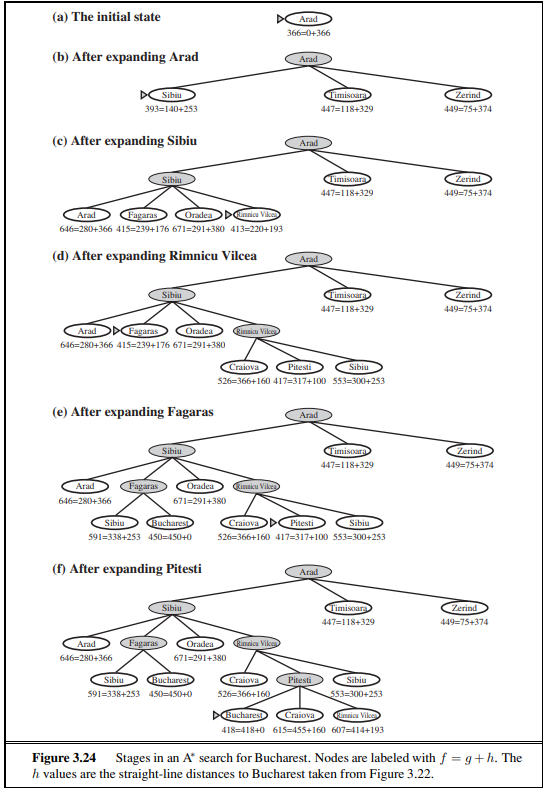 (a) The initial state
Arad
366=0+366
(b) After expanding Arad
Arad
Sibiu Timisoara Zerind
393=140+253 447=118+329 449=75+374
(c) After expanding Sibiu
Arad
Sibiu Timisoara Zerind
447=118+329 449=75+374
Arad Fagaras Oradea Rimnicu Vilcea
646=280+366 415=239+176 671=291+380 413=220+193
(d) After expanding Rimnicu Vilcea
Arad
Sibiu Timisoara Zerind
447=118+329 449=75+374
Arad Fagaras Oradea Rimnicu Vilcea
646=280+366 415=239+176 671=291+380
Craiova Pitesti Sibiu
526=366+160 417=317+100 553=300+253
(e) After expanding Fagaras
Arad
Sibiu Timisoara Zerind
447=118+329 449=75+374
Arad Fagaras Oradea Rimnicu Vilcea
646=280+366 671=291+380
Sibiu Bucharest Craiova Pitesti Sibiu
591=338+253 450=450+0 526=366+160 417=317+100 553=300+253
(f) After expanding Pitesti
Arad
Sibiu Timisoara Zerind
447=118+329 449=75+374
Arad Fagaras Oradea Rimnicu Vilcea
646=280+366 671=291+380
Sibiu Bucharest Craiova Pitesti Sibiu
591=338+253 450=450+0 526=366+160 553=300+253
Bucharest Craiova Rimnicu Vilcea
418=418+0 615=455+160 607=414+193
Figure 3.24 Stages in an A* search for Bucharest. Nodes are labeled with f = g + h. The
h values are the straight-line distances to Bucharest taken from Figure 3.22.